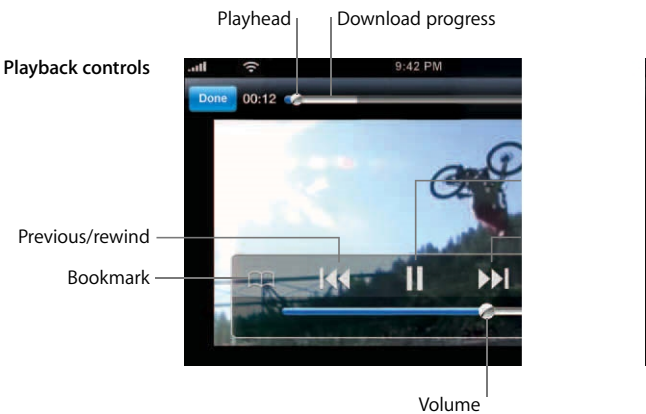 Playhead
Download progress
Playback controls
9:42 PM
Done
00:12
Previous/rewind
Bookmark
Volume